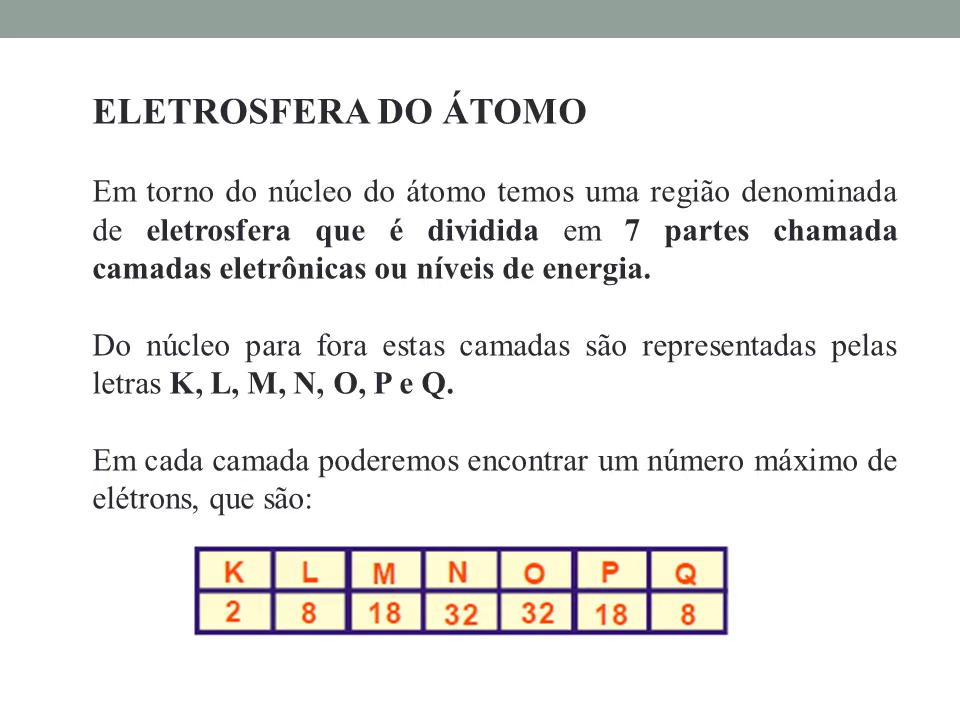 ELETROSFERA DO ÁTOMO
Em torno do núcleo do átomo temos uma região denominada
de eletrosfera que é dividida em 7 partes chamada
camadas eletrônicas ou níveis de energia.
Do núcleo para fora estas camadas são representadas pelas
letras K, L, M, N, O, P e Q.
Em cada camada poderemos encontrar um número máximo de
elétrons, que são:
K L M N O P Q
2 8 18 32 32 18 8